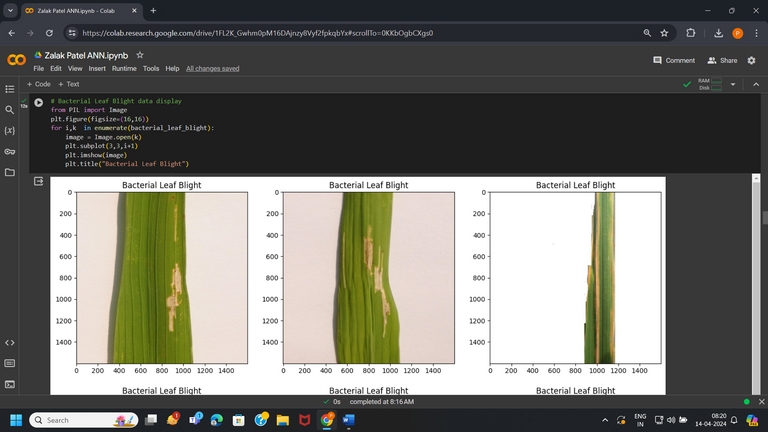 Zalak Patel ANN.ipynb - Colab
https://colab.research.google.com/drive/1FL2K_Gwhm0pM16DAjnzy8Vyf2fpkqbYx#scrollTo=0KKbOgbCXgs0
P
Zalak Patel ANN.ipynb
File Edit View Insert Runtime Tools Help All changes saved
Comment Share
+ Code + Text
RAM
Disk
12s
# Bacterial Leaf Blight data display
from PIL import Image
plt.figure(figsize=(16,16))
for i,k in enumerate(bacterial_leaf_blight):
image = Image.open(k)
plt.subplot(3,3,i+1)
plt.imshow(image)
plt.title("Bacterial Leaf Blight")
Bacterial Leaf Blight Bacterial Leaf Blight Bacterial Leaf Blight
0 0 0
200 200 200
400 400 400
600 600 600
800 800 800
1000 1000 1000
1200 1200 1200
1400 1400 1400
0 200 400 600 800 1000 1200 1400 0 200 400 600 800 1000 1200 1400 0 200 400 600 800 1000 1200 1400
Bacterial Leaf Blight Bacterial Leaf Blight Bacterial Leaf Blight
0s completed at 8:16 AM
Search
ENG
IN
08:20
14-04-2024